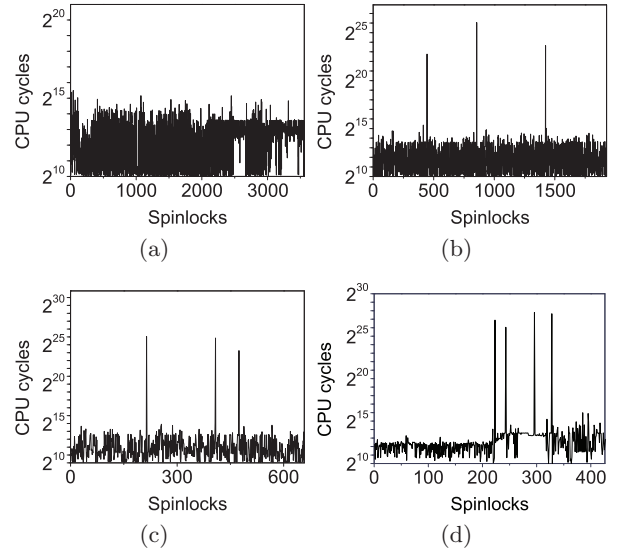 2^20
2^15
2^10
CPU cycles
0 1000 2000 3000
Spinlocks
(a)
2^25
2^20
2^15
2^10
CPU cycles
0 500 1000 1500
Spinlocks
(b)
2^30
2^25
2^20
2^15
2^10
CPU cycles
0 300 600
Spinlocks
(c)
2^30
2^25
2^20
2^15
2^10
CPU cycles
0 100 200 300 400
Spinlocks
(d)